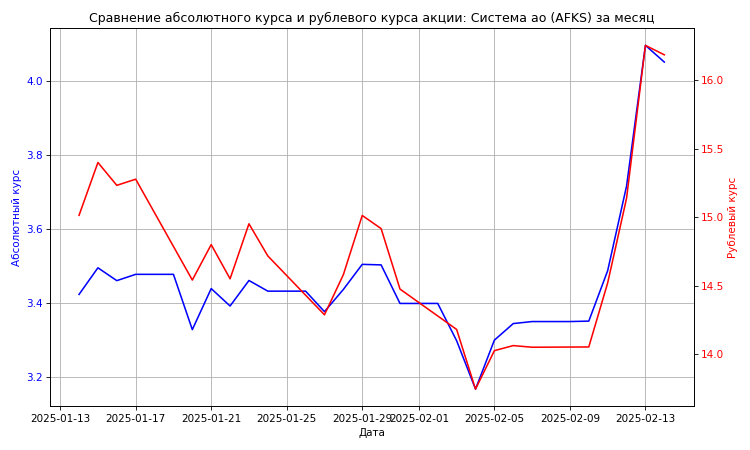 Сравнение абсолютного курса и рублевого курса акции: Система ао (AFKS) за месяц
Абсолютный курс
4.0
3.8
3.6
3.4
3.2
16.0
15.5
15.0
14.5
14.0
Рублевый курс
2025-01-13 2025-01-17 2025-01-21 2025-01-25 2025-01-29 2025-02-01 2025-02-05 2025-02-09 2025-02-13
Дата